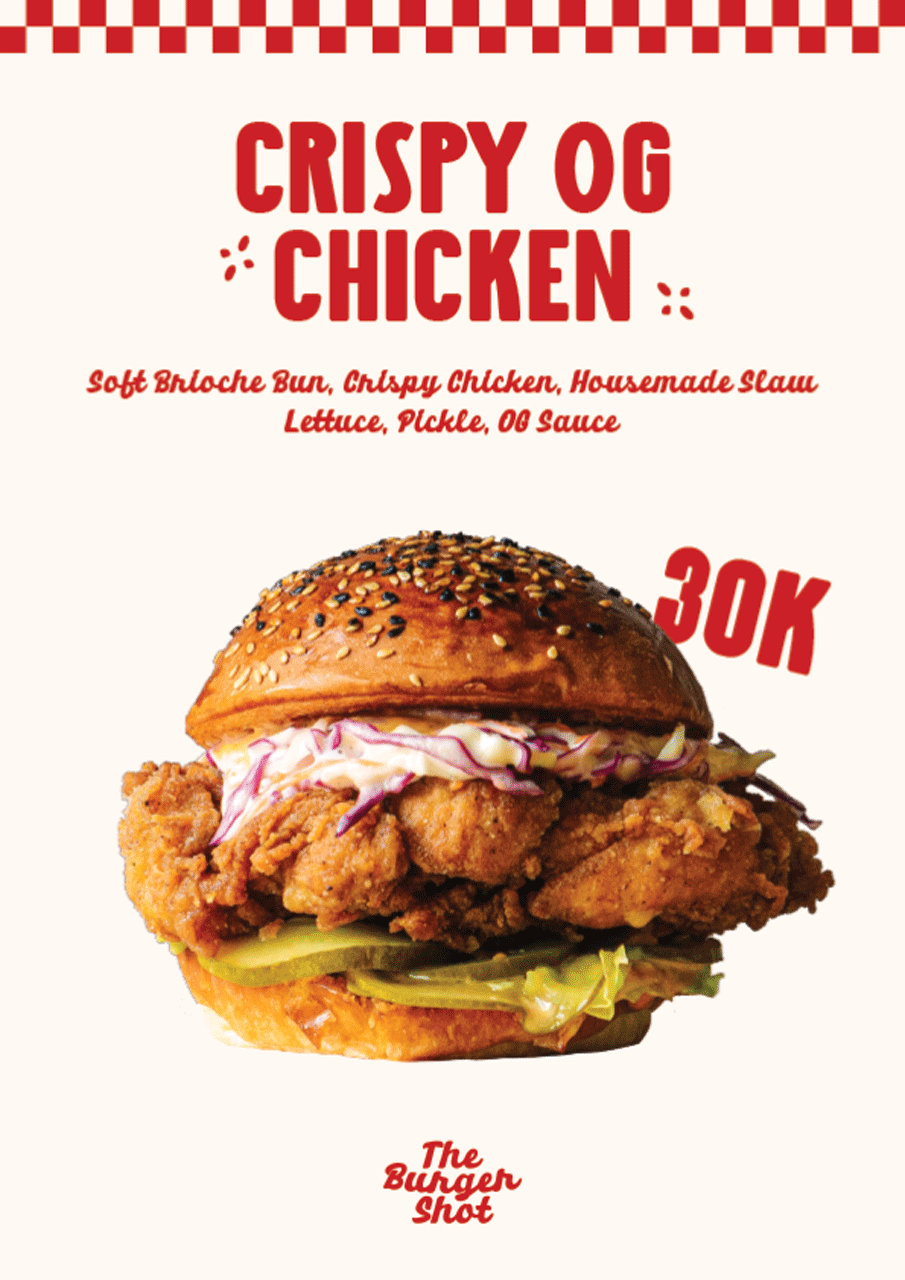 CRISPY OG
CHICKEN
Soft Brioche Bun, Crispy Chicken, Housemade Slaw
Lettuce, Pickle, OG Sauce
30K
The
Burger
Shot